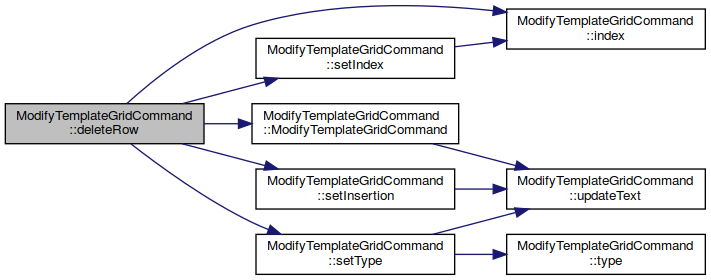 ModifyTemplateGridCommand
::deleteRow
ModifyTemplateGridCommand
::index
ModifyTemplateGridCommand
::setIndex
ModifyTemplateGridCommand
::ModifyTemplateGridCommand
ModifyTemplateGridCommand
::setInsertion
ModifyTemplateGridCommand
::updateText
ModifyTemplateGridCommand
::setType
ModifyTemplateGridCommand
::type